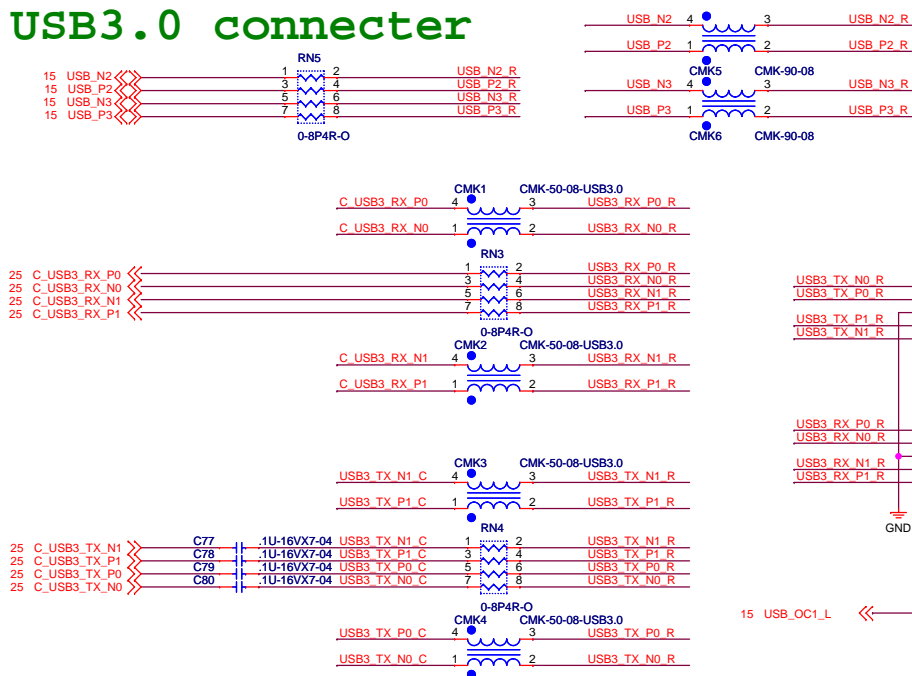 USB3.0 connecter
USB_N2 4 3 USB_N2_R
USB_P2 1 2 USB_P2_R
CMK5 CMK-90-08
USB_N3 4 3 USB_N3_R
USB_P3 1 2 USB_P3_R
CMK6 CMK-90-08
RN5
15 USB_N2 1 2 USB_N2_R
15 USB_P2 3 4 USB_P2_R
15 USB_N3 5 6 USB_N3_R
15 USB_P3 7 8 USB_P3_R
0-8P4R-O
CMK1 CMK-50-08-USB3.0
C_USB3_RX_P0 4 3 USB3_RX_P0_R
C_USB3_RX_N0 1 2 USB3_RX_N0_R
RN3
25 C_USB3_RX_P0 1 2 USB3_RX_P0_R
25 C_USB3_RX_N0 3 4 USB3_RX_N0_R
25 C_USB3_RX_N1 5 6 USB3_RX_N1_R
25 C_USB3_RX_P1 7 8 USB3_RX_P1_R
0-8P4R-O
CMK2 CMK-50-08-USB3.0
C_USB3_RX_N1 4 3 USB3_RX_N1_R
C_USB3_RX_P1 1 2 USB3_RX_P1_R
USB3_TX_N0_R
USB3_TX_P0_R
USB3_TX_P1_R
USB3_TX_N1_R
USB3_RX_P0_R
USB3_RX_N0_R
USB3_RX_N1_R
USB3_RX_P1_R
GND
CMK3 CMK-50-08-USB3.0
USB3_TX_N1_C 4 3 USB3_TX_N1_R
USB3_TX_P1_C 1 2 USB3_TX_P1_R
RN4
25 C_USB3_TX_N1 C77 .1U-16VX7-04 USB3_TX_N1_C 1 2 USB3_TX_N1_R
25 C_USB3_TX_P1 C78 .1U-16VX7-04 USB3_TX_P1_C 3 4 USB3_TX_P1_R
25 C_USB3_TX_P0 C79 .1U-16VX7-04 USB3_TX_P0_C 5 6 USB3_TX_P0_R
25 C_USB3_TX_N0 C80 .1U-16VX7-04 USB3_TX_N0_C 7 8 USB3_TX_N0_R
0-8P4R-O
CMK4 CMK-50-08-USB3.0
USB3_TX_P0_C 4 3 USB3_TX_P0_R
USB3_TX_N0_C 1 2 USB3_TX_N0_R
15 USB_OC1_L